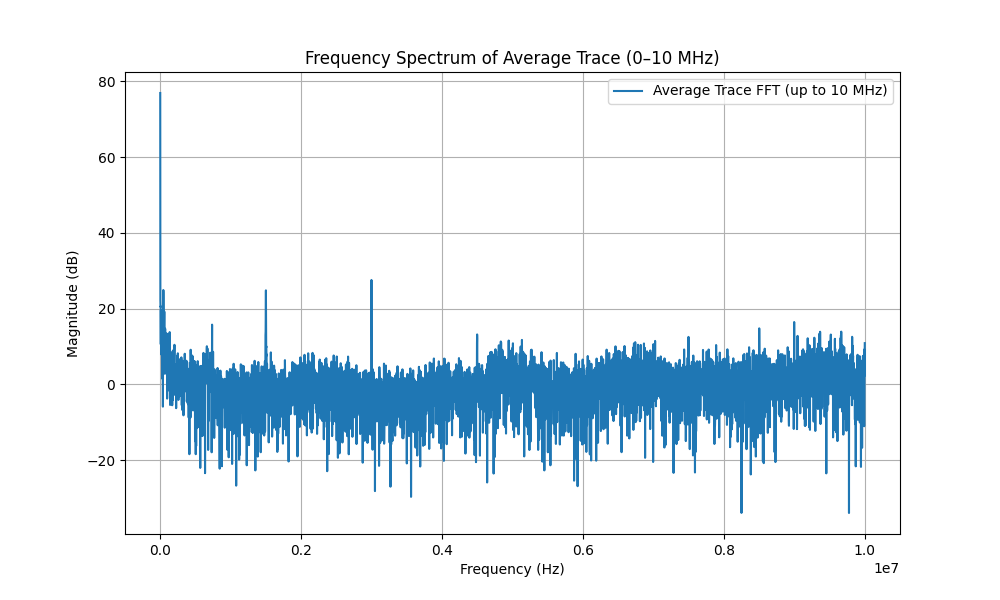 Frequency Spectrum of Average Trace (0–10 MHz)
Average Trace FFT (up to 10 MHz)
Magnitude (dB)
80
60
40
20
0
−20
0.0 0.2 0.4 0.6 0.8 1.0
1e7
Frequency (Hz)